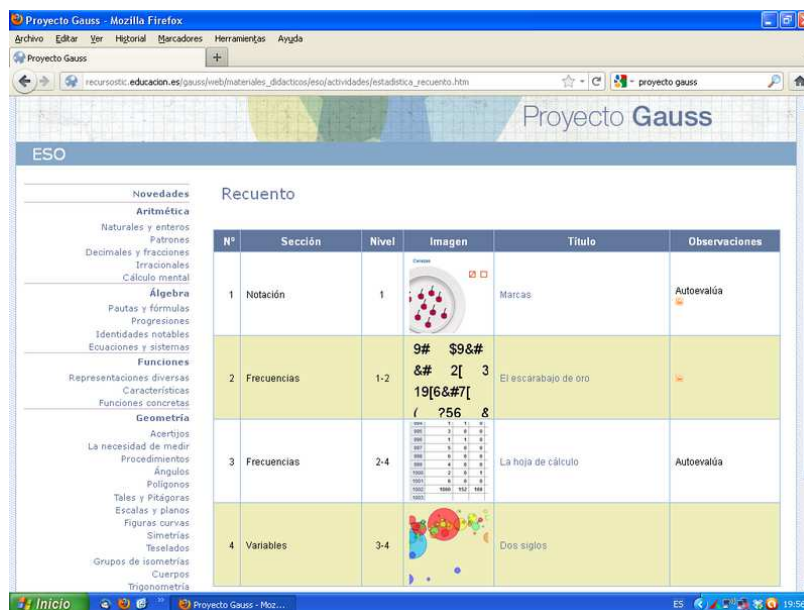 Proyecto Gauss - Mozilla Firefox
Archivo Editar Ver Historial Marcadores Herramientas Ayuda
Proyecto Gauss
recursostic.educacion.es/gauss/web/materiales_didacticos/eso/actividades/estadistica_recuento.htm
proyecto gauss
Proyecto Gauss
ESO
Novedades
Aritmética
Naturales y enteros
Patrones
Decimales y fracciones
Irracionales
Cálculo mental
Álgebra
Pautas y fórmulas
Progresiones
Identidades notables
Ecuaciones y sistemas
Funciones
Representaciones diversas
Características
Funciones concretas
Geometría
Acertijos
La necesidad de medir
Procedimientos
Ángulos
Polígonos
Tales y Pitágoras
Escalas y planos
Figuras curvas
Simetrías
Teselados
Grupos de isometrías
Cuerpos
Trigonometría
Recuento
Nº Sección Nivel Imagen Título Observaciones
1 Notación 1 Marcas Autoevalúa
9# $9&#
&# 2[ 3
19[6&#7[
( ?56 &
2 Frecuencias 1-2 El escarabajo de oro
3 Frecuencias 2-4 La hoja de cálculo Autoevalúa
4 Variables 3-4 Dos siglos
Inicio
Proyecto Gauss - Moz...
ES
19:56